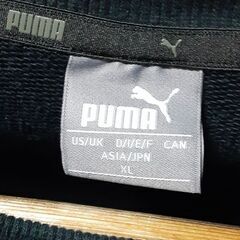 PUMA
PUMA
US/UK D/I/E/F CAN
ASIA/JPN
XL